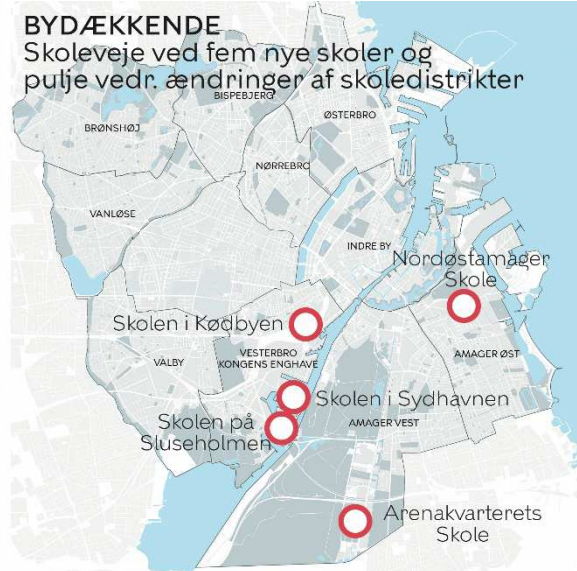 BYDÆKKENDE
Skoleveje ved fem nye skoler og
pulje vedr. ændringer af skoledistrikter
BISPEBJERG
ØSTERBRO
BRØNSHØJ
NØRREBRO
VANLØSE
INDRE BY
Nordøstamager
Skole
Skolen i Kødbyen
VALBY
VESTERBRO
KONGENS ENGHAVE
AMAGER ØST
Skolen i Sydhavnen
Skolen på
Sluseholmen
AMAGER VEST
Arenakvarterets
Skole